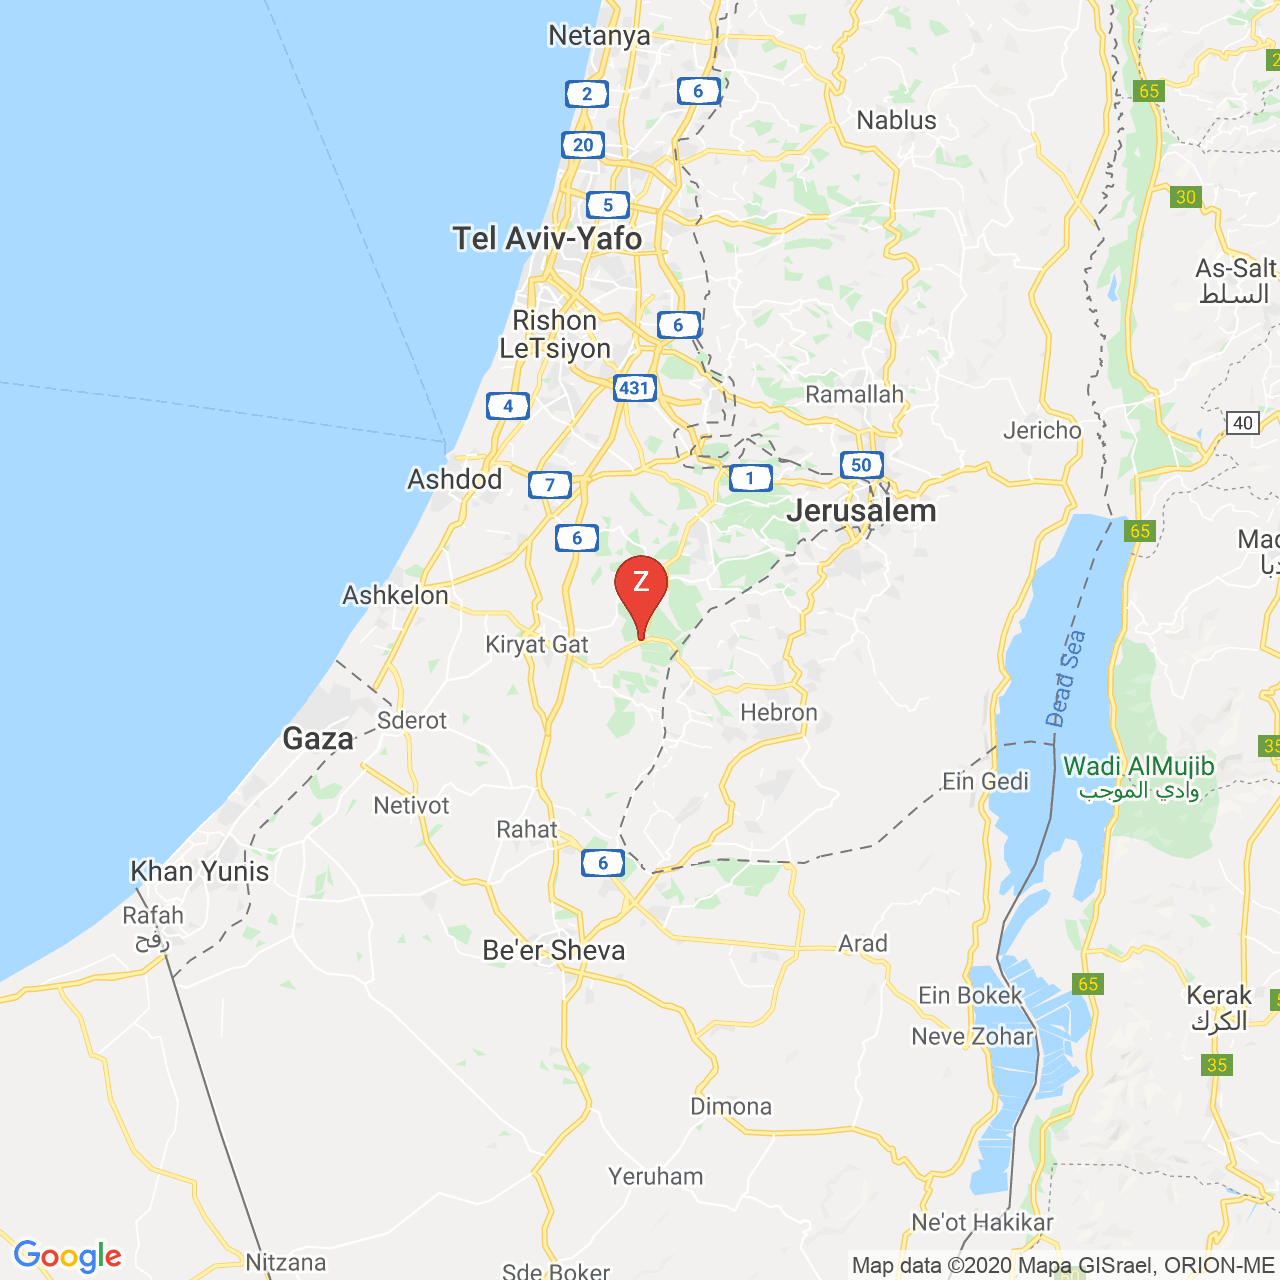 Netanya
2
6
65
Nablus
20
30
5
Tel Aviv-Yafo
As-Salt
السلط
Rishon
LeTsiyon
6
431
Ramallah
4
40
Jericho
50
1
Ashdod
7
Jerusalem
65
6
Z
Ashkelon
Kiryat Gat
Dead Sea
Hebron
Sderot
Gaza
35
Wadi AlMujib
وادي الموجب
Ein Gedi
Netivot
Rahat
6
Khan Yunis
Rafah
رفح
Be'er Sheva
Arad
65
Ein Bokek
Kerak
الكرك
Neve Zohar
35
Dimona
Yeruham
Ne'ot Hakikar
Nitzana
Sde Boker
Google
Map data ©2020 Mapa GISrael, ORION-ME